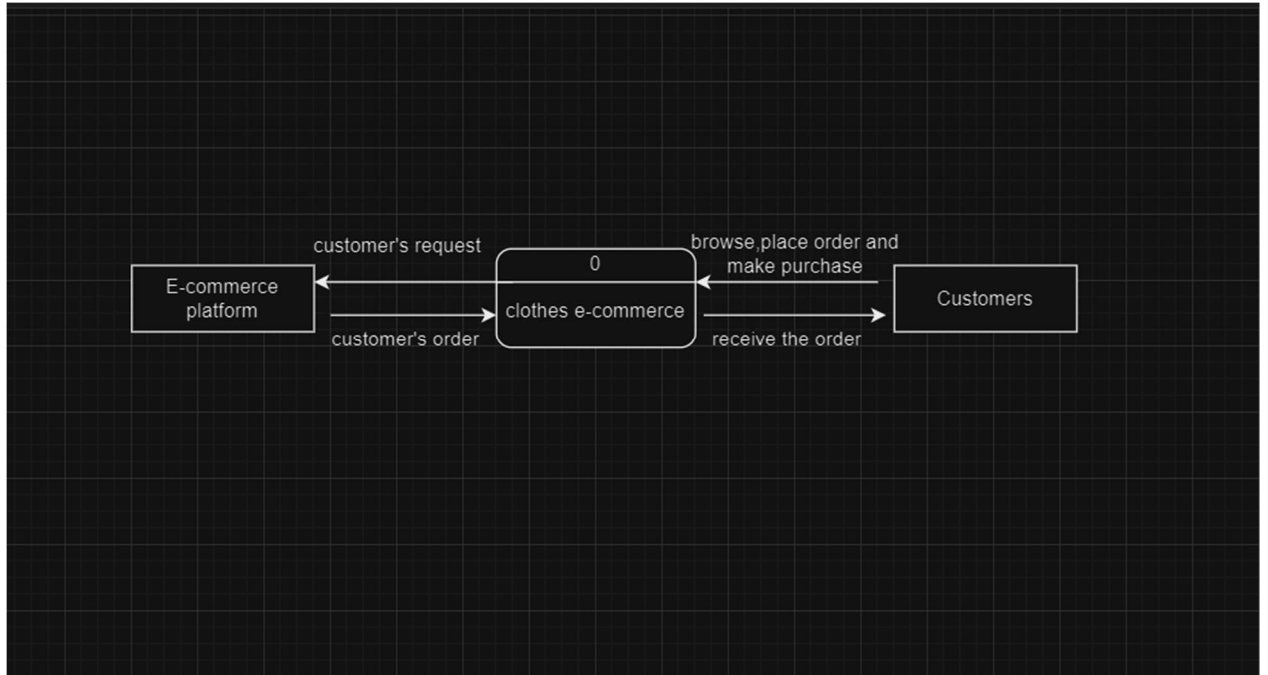 customer's request
browse,place order and
make purchase
0
E-commerce
platform
clothes e-commerce
Customers
customer's order
receive the order